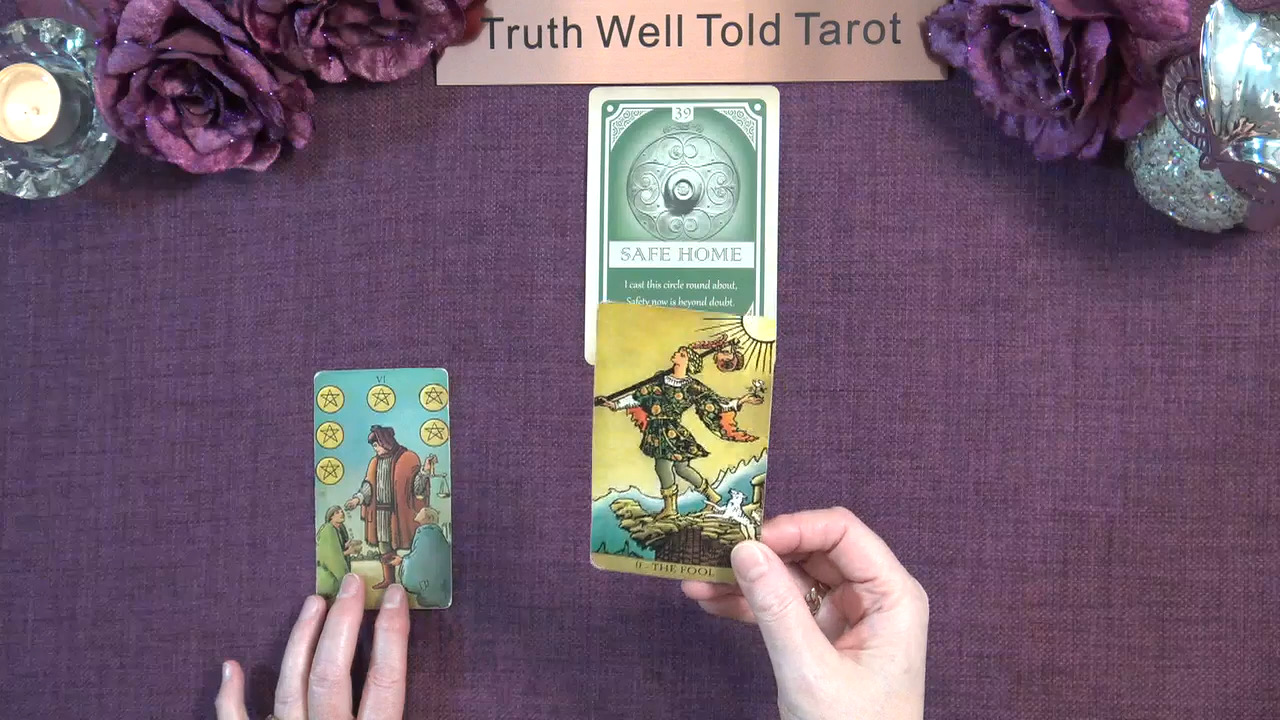 Truth Well Told Tarot
39
SAFE HOME
I cast this circle round about,
Safety now is beyond doubt.
VI
0 - THE FOOL